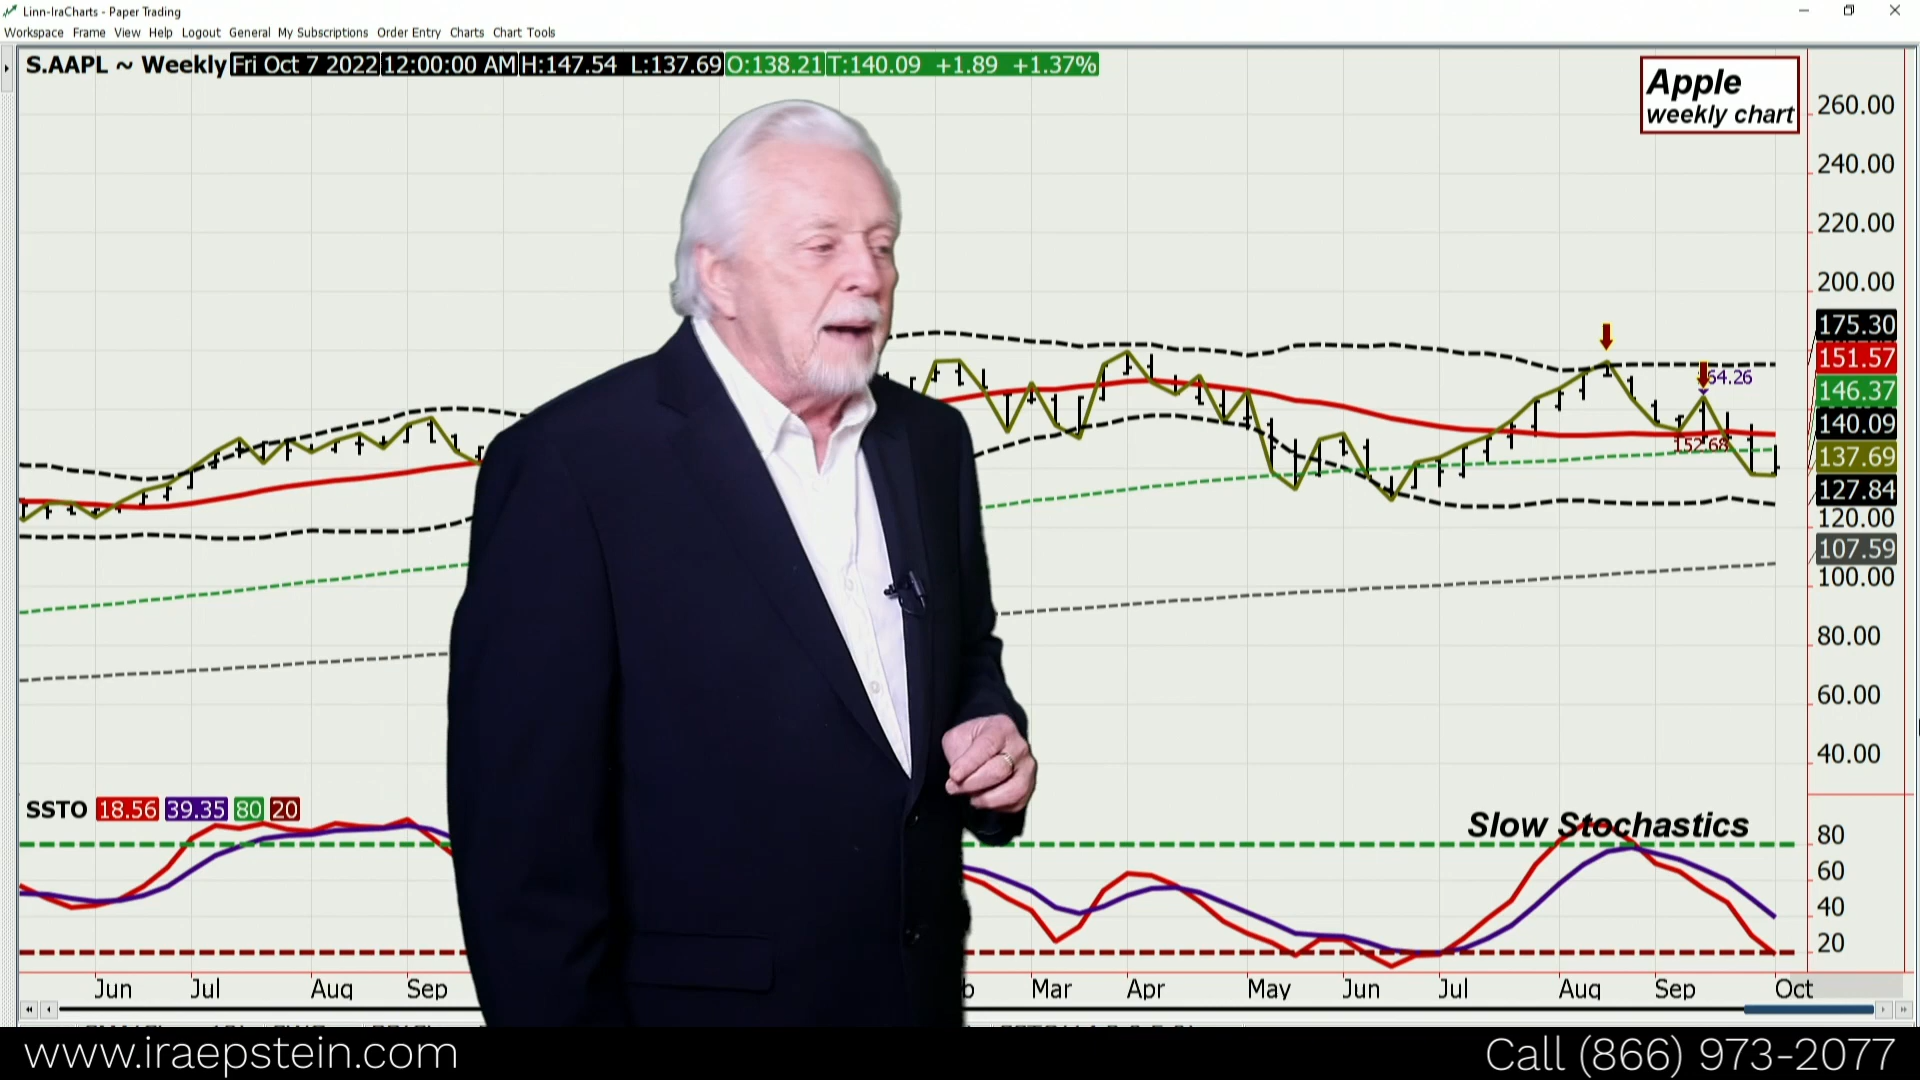 Linn-IraCharts - Paper Trading
Workspace Frame View Help Logout General My Subscriptions Order Entry Charts Chart Tools
S.AAPL ~ Weekly Fri Oct 7 2022 12:00:00 AM H:147.54 L:137.69 O:138.21 T:140.09 +1.89 +1.37%
Apple
weekly chart
260.00
240.00
220.00
200.00
175.30
151.57
146.37
140.09
137.69
127.84
120.00
107.59
100.00
80.00
60.00
40.00
64.26
152.68
SSTO 18.56 39.35 80 20
Slow Stochastics
80
60
40
20
Jun Jul Aug Sep Mar Apr May Jun Jul Aug Sep Oct
www.iraepstein.com
Call (866) 973-2077